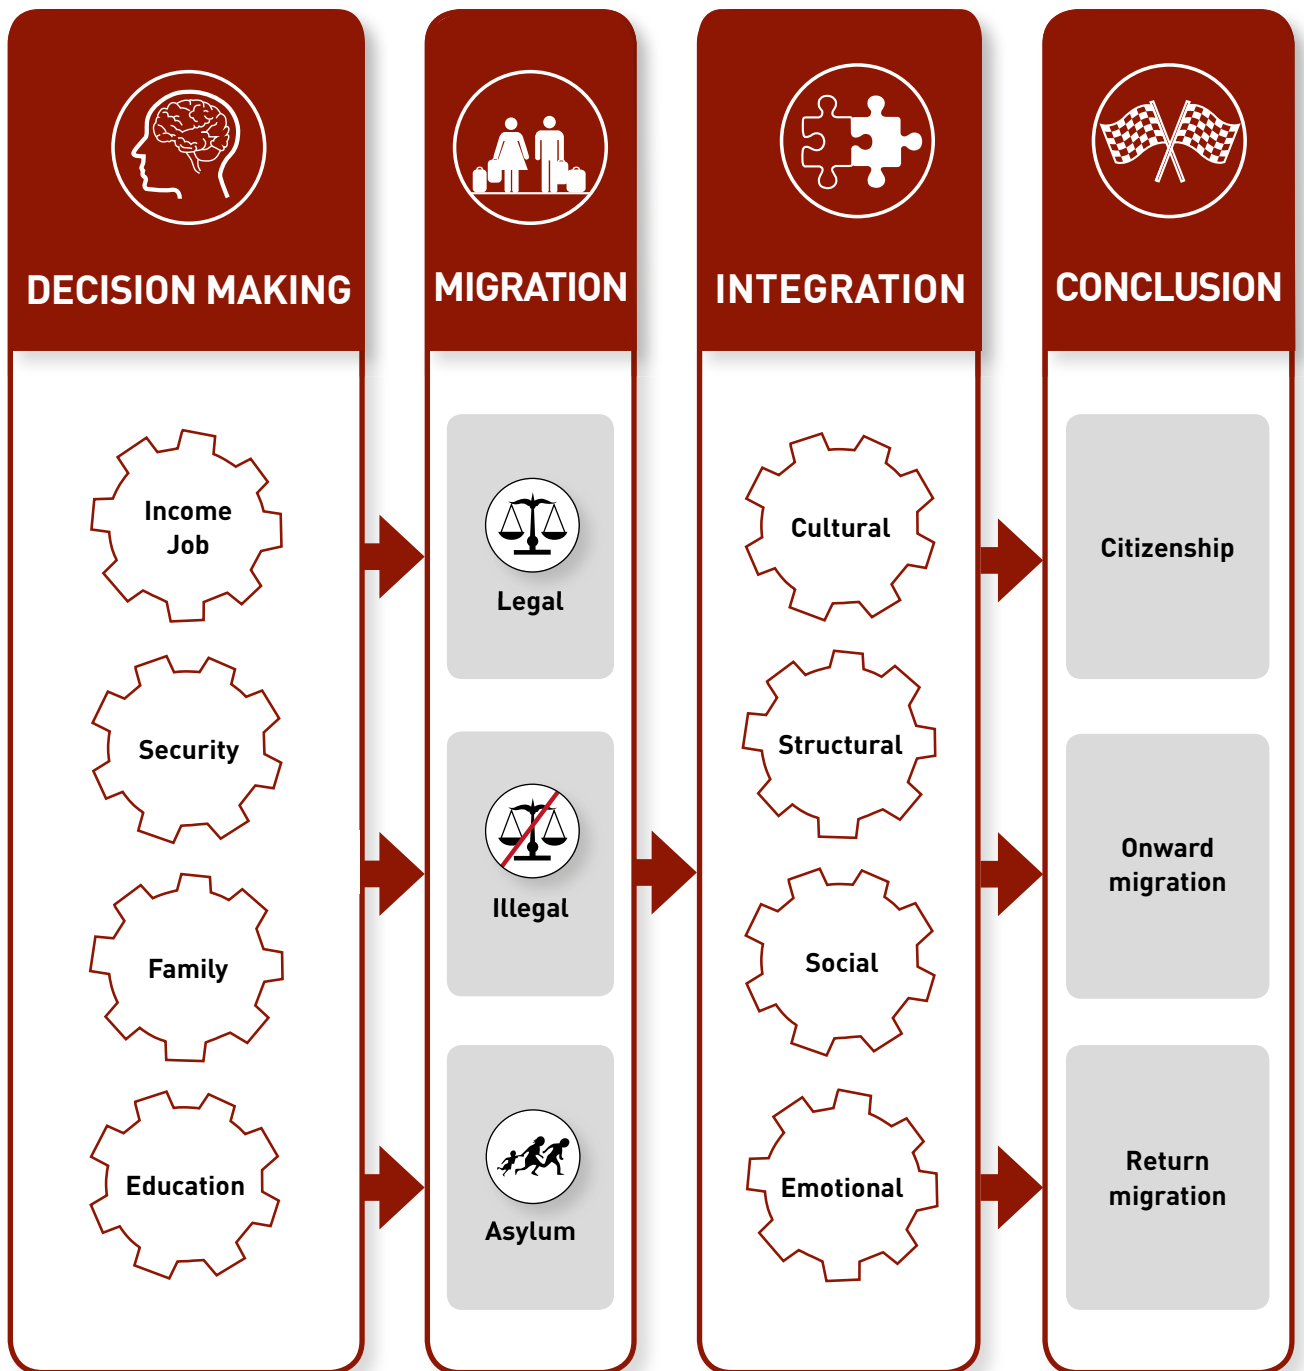 DECISION MAKING
Income
Job
Security
Family
Education
MIGRATION
Legal
Illegal
Asylum
INTEGRATION
Cultural
Structural
Social
Emotional
CONCLUSION
Citizenship
Onward
migration
Return
migration